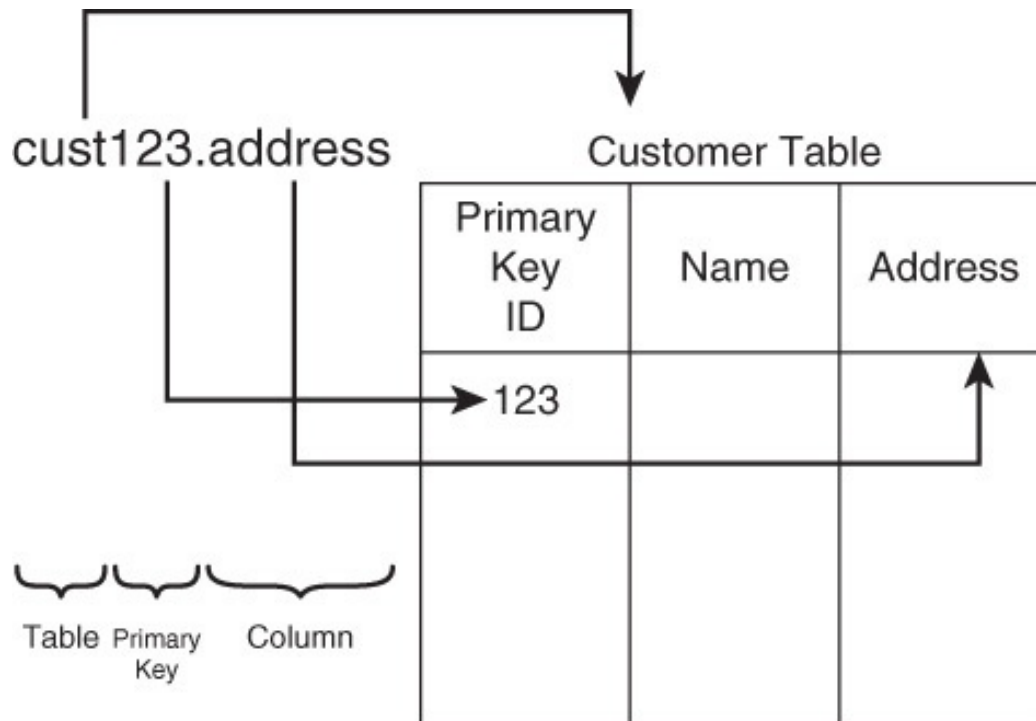 cust123.address
Customer Table
Primary
Key
ID
Name
Address
123
Table
Primary
Key
Column